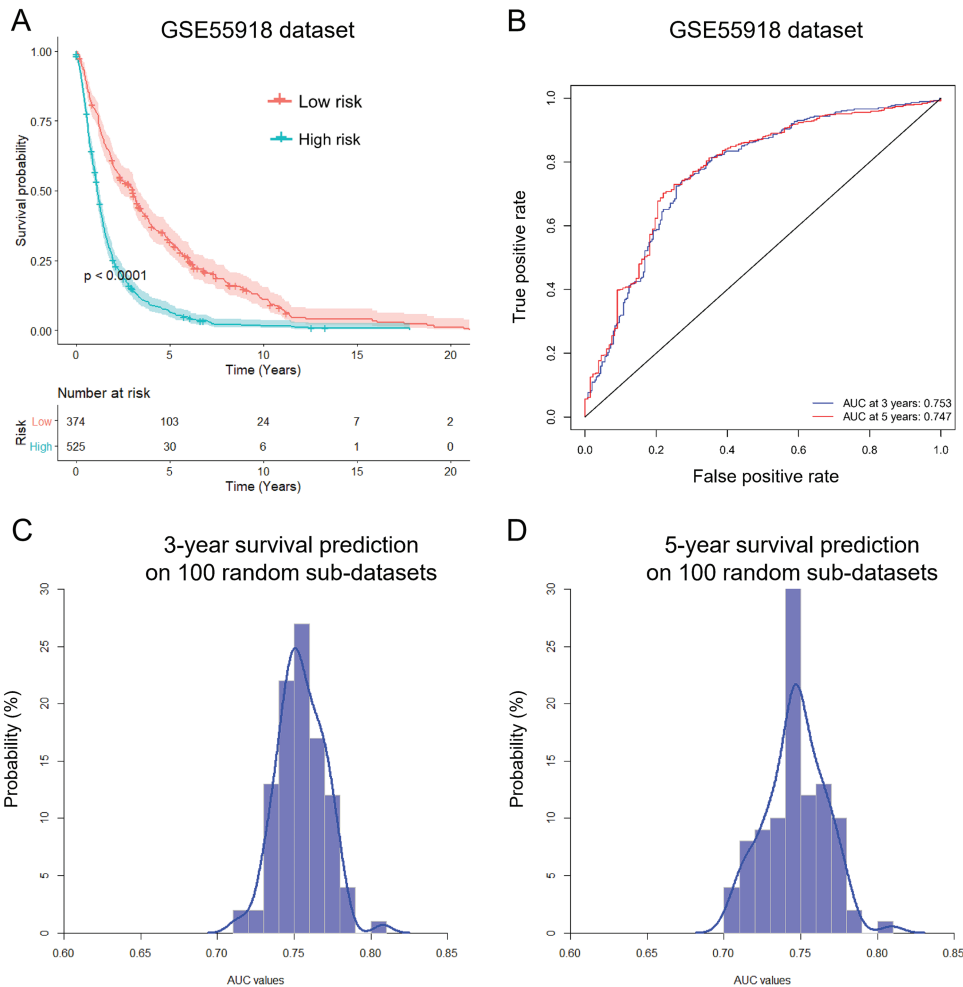 A
GSE55918 dataset
1.00
0.75
0.50
0.25
0.00
Survival probability
Low risk
High risk
p < 0.0001
0 5 10 15 20
Time (Years)
Number at risk
Risk
Low 374 103 24 7 2
High 525 30 6 1 0
0 5 10 15 20
Time (Years)
B
GSE55918 dataset
1.0
0.8
0.6
0.4
0.2
0.0
True positive rate
AUC at 3 years: 0.753
AUC at 5 years: 0.747
0.0 0.2 0.4 0.6 0.8 1.0
False positive rate
C
3-year survival prediction
on 100 random sub-datasets
30
25
20
15
10
5
0
Probability (%)
0.60 0.65 0.70 0.75 0.80 0.85
AUC values
D
5-year survival prediction
on 100 random sub-datasets
30
25
20
15
10
5
0
Probability (%)
0.60 0.65 0.70 0.75 0.80 0.85
AUC values